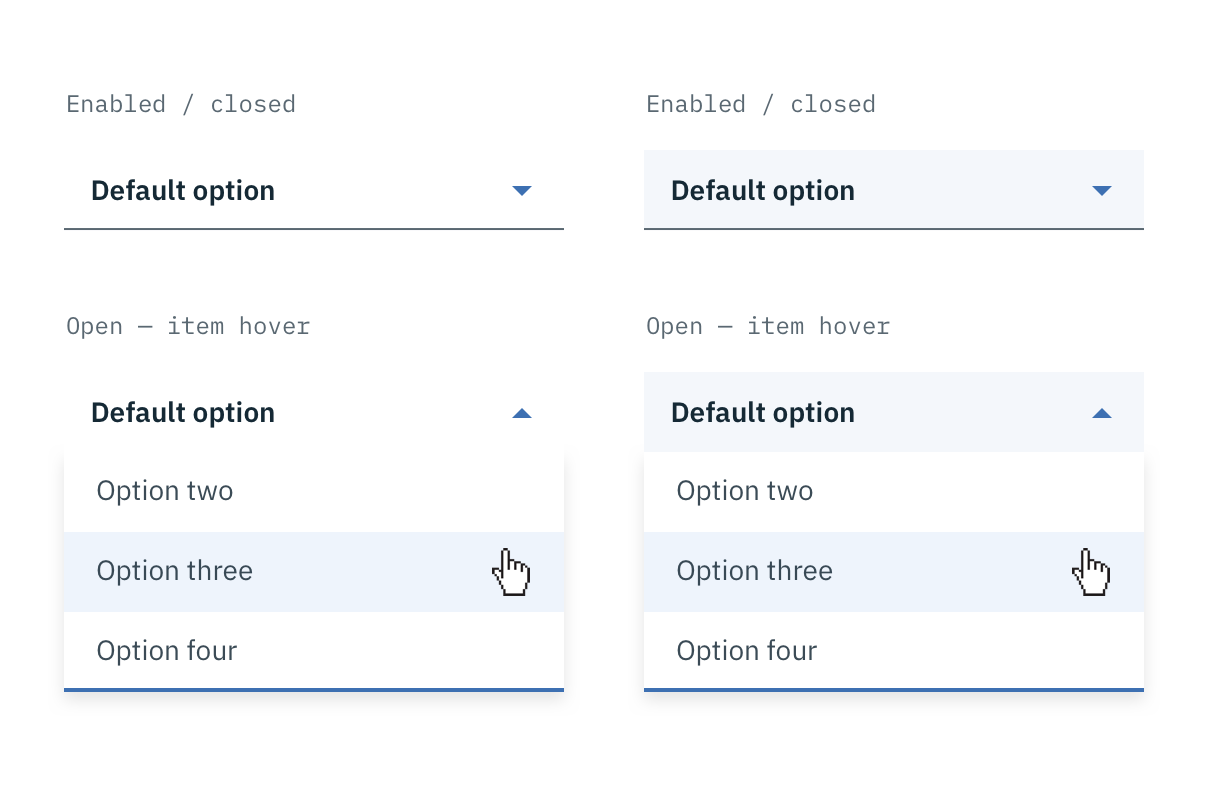 Enabled / closed
Default option
Open — item hover
Default option
Option two
Option three
Option four
Enabled / closed
Default option
Open — item hover
Default option
Option two
Option three
Option four